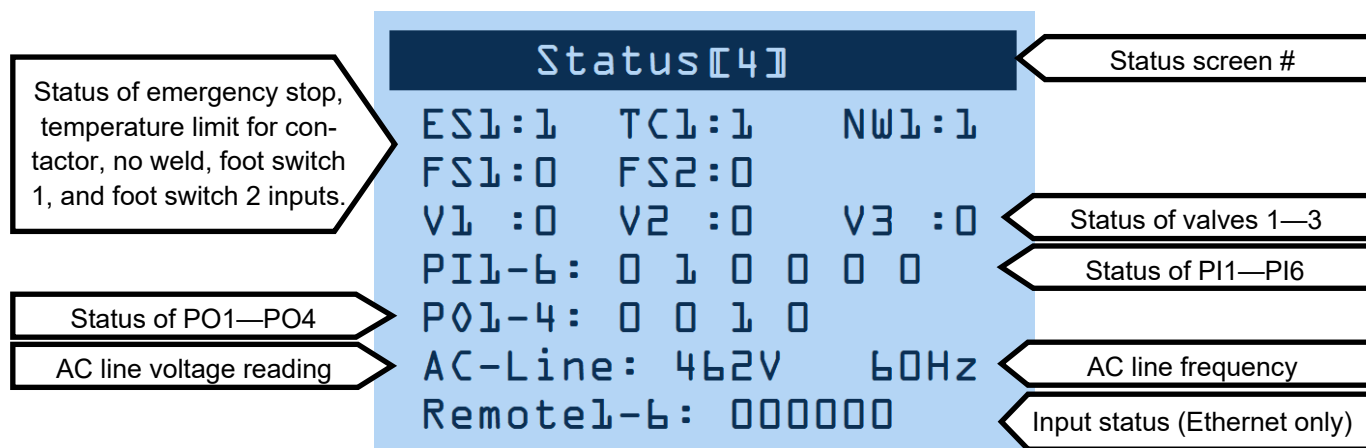 Status[4]
Status screen #
Status of emergency stop,
temperature limit for con-
tactor, no weld, foot switch
1, and foot switch 2 inputs.
ES1:1 TC1:1 NW1:1
FS1:0 FS2:0
V1 :0 V2 :0 V3 :0
Status of valves 1—3
PI1-6: 0 1 0 0 0 0
Status of PI1—PI6
Status of PO1—PO4
PO1-4: 0 0 1 0
AC line voltage reading
AC-Line: 462V 60Hz
AC line frequency
Remote1-6: 000000
Input status (Ethernet only)